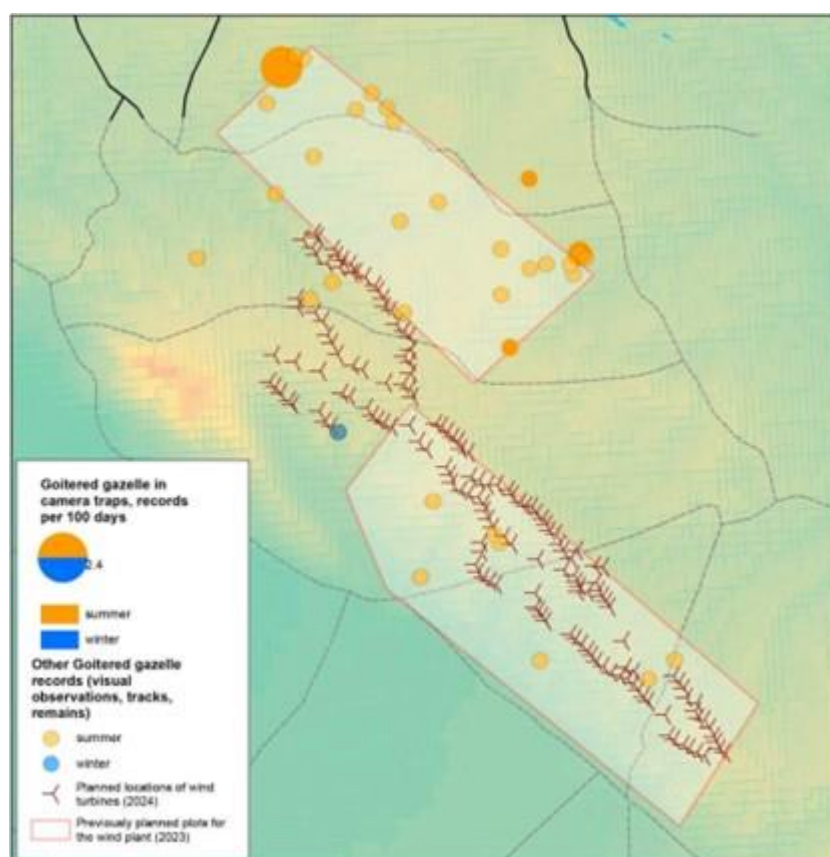 Goitered gazelle in
camera traps, records
per 100 days
2.4
summer
winter
Other Goitered gazelle
records (visual
observations, tracks,
remains)
summer
winter
Planned locations of wind
turbines (2024)
Previously planned plots for
the wind plant (2023)